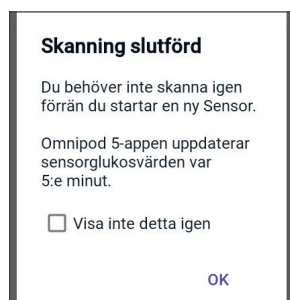 Skanning slutförd
Du behöver inte skanna igen
förrän du startar en ny Sensor.
Omnipod 5-appen uppdaterar
sensorglukosvärden var
5:e minut.
Visa inte detta igen
OK